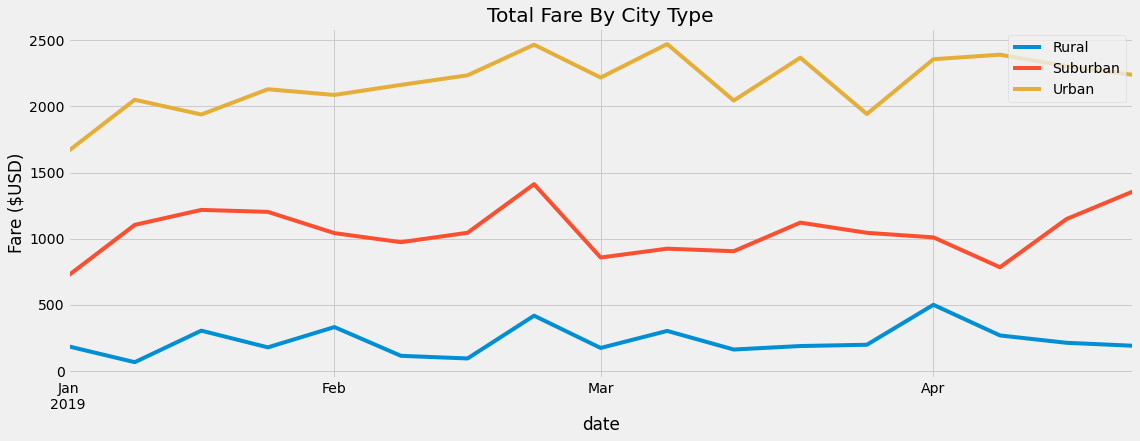 Total Fare By City Type
Rural
Suburban
Urban
2500
2000
1500
1000
500
0
Fare ($USD)
Jan
2019
Feb
Mar
Apr
date